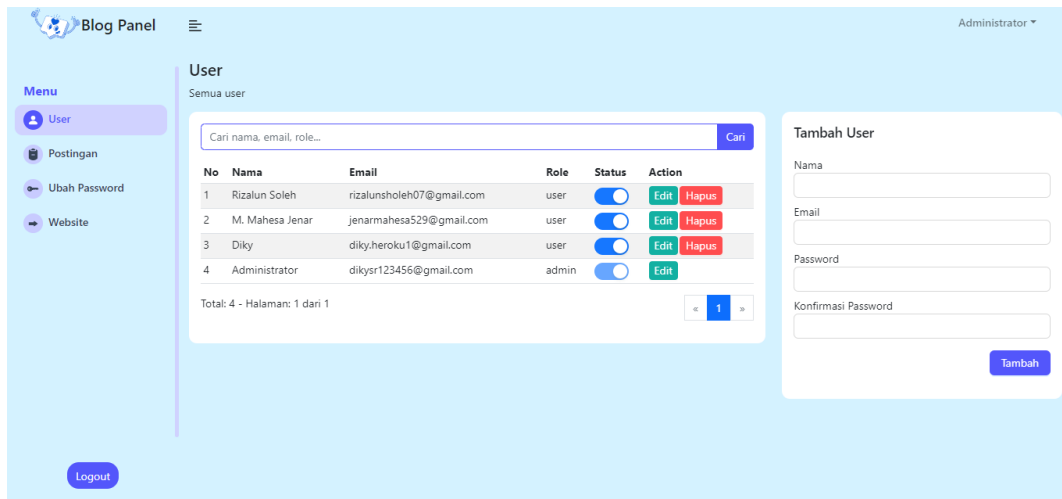 Blog Panel
Administrator
Menu
User
Postingan
Ubah Password
Website
Logout
User
Semua user
Cari nama, email, role...
Cari
No Nama Email Role Status Action
1 Rizalun Soleh rizalunsholeh07@gmail.com user Edit Hapus
2 M. Mahesa Jenar jenarmahesa529@gmail.com user Edit Hapus
3 Diky diky.heroku1@gmail.com user Edit Hapus
4 Administrator dikysr123456@gmail.com admin Edit
Total: 4 - Halaman: 1 dari 1
« 1 »
Tambah User
Nama
Email
Password
Konfirmasi Password
Tambah